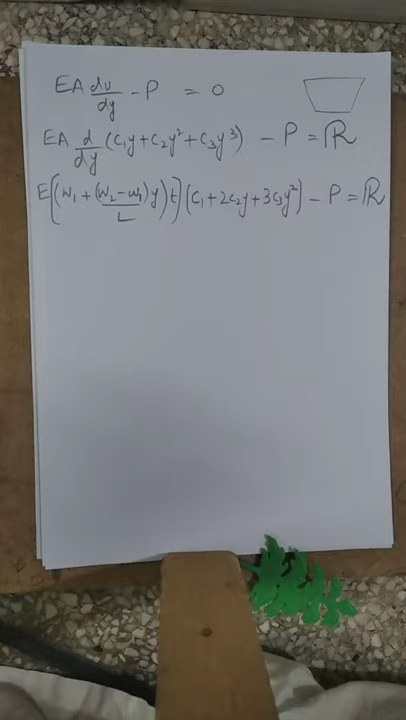 EA du/dy - P = 0
EA d/dy (C₁y + C₂y² + C₃y³) - P = ℝ
E[(W₁ + (W₂ - W₁)/L y) t] (C₁ + 2C₂y + 3C₃y²) - P = ℝ